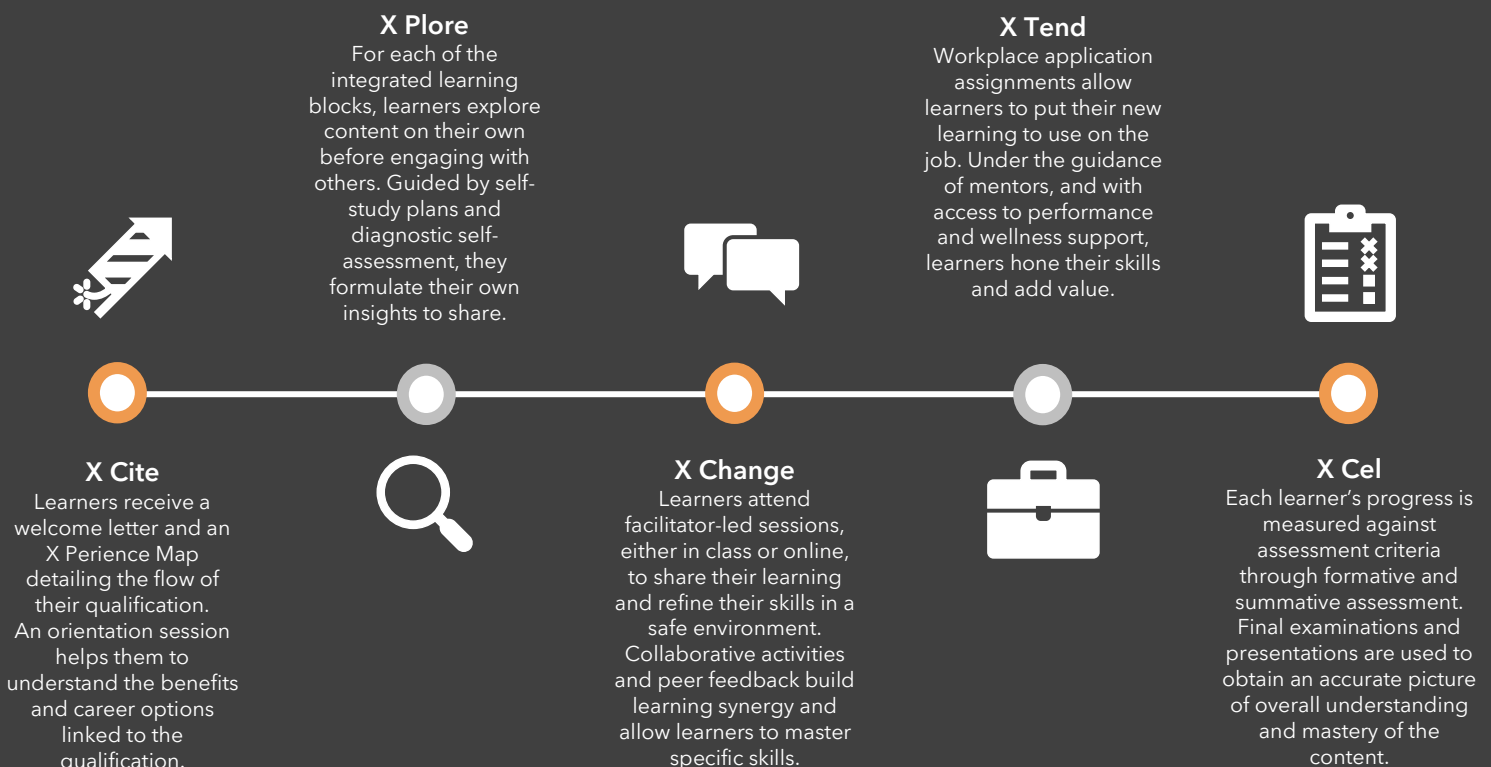 X Plore
For each of the
integrated learning
blocks, learners explore
content on their own
before engaging with
others. Guided by self-
study plans and
diagnostic self-
assessment, they
formulate their own
insights to share.
X Tend
Workplace application
assignments allow
learners to put their new
learning to use on the
job. Under the guidance
of mentors, and with
access to performance
and wellness support,
learners hone their skills
and add value.
X Cite
Learners receive a
welcome letter and an
X Perience Map
detailing the flow of
their qualification.
An orientation session
helps them to
understand the benefits
and career options
linked to the
qualification.
X Change
Learners attend
facilitator-led sessions,
either in class or online,
to share their learning
and refine their skills in a
safe environment.
Collaborative activities
and peer feedback build
learning synergy and
allow learners to master
specific skills.
X Cel
Each learner’s progress is
measured against
assessment criteria
through formative and
summative assessment.
Final examinations and
presentations are used to
obtain an accurate picture
of overall understanding
and mastery of the
content.